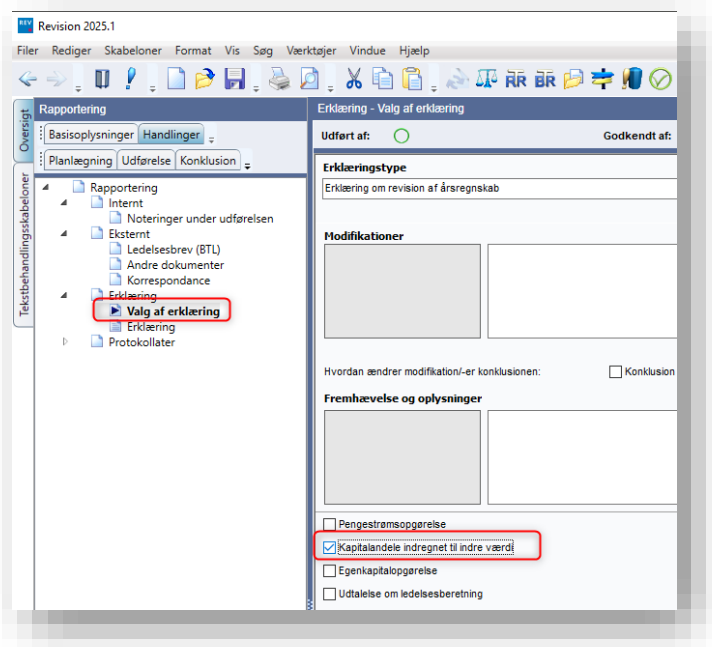 REV Revision 2025.1
Filer Rediger Skabeloner Format Vis Søg Værktøjer Vindue Hjælp
RR BR
Oversigt
Tekstbehandlingsskabeloner
Rapportering
Basisoplysninger Handlinger
Planlægning Udførelse Konklusion
Rapportering
Internt
Noteringer under udførelsen
Eksternt
Ledelsesbrev (BTL)
Andre dokumenter
Korrespondance
Erklæring
Valg af erklæring
Erklæring
Protokollater
Erklæring - Valg af erklæring
Udført af: Godkendt af:
Erklæringstype
Erklæring om revision af årsregnskab
Modifikationer
Hvordan ændrer modifikation/-er konklusionen: Konklusion
Fremhævelse og oplysninger
Pengestrømsopgørelse
Kapitalandele indregnet til indre værdi
Egenkapitalopgørelse
Udtalelse om ledelsesberetning